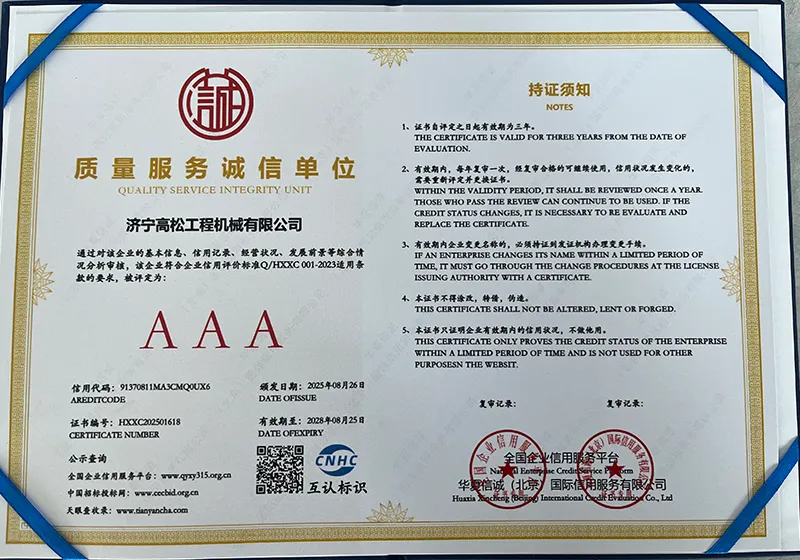 质量服务诚信单位
QUALITY SERVICE INTEGRITY UNIT
济宁高松工程机械有限公司
通过对该企业的基本信息、信用记录、经营状况、发展前景等综合情
况分析审核，该企业符合企业信用评价标准Q/HXXC 001-2023适用条
款的要求，被评定为：
AAA
信用代码：91370811MA3CMQ0UX6
AREDITCODE
颁发日期：2025年08月26日
DATE OFISSUE
证书编号：HXXC202501618
CERTIFICATE NUMBER
有效期至：2028年08月25日
DATE OFEXPIRY
公示查询
全国企业信用服务平台：www.qyxy315.org.cn
中国招标投标网：www.cecbid.org.cn
天眼查收录：www.tianyancha.com
CNHC
互认标识
持证须知
NOTES
1、证书自评定之日起有效期为三年。
THE CERTIFICATE IS VALID FOR THREE YEARS FROM THE DATE OF
EVALUATION.
2、有效期内，每年复审一次，经复审合格的可继续使用，信用状况发生变化的，
需要重新评定并更换证书。
WITHIN THE VALIDITY PERIOD, IT SHALL BE REVIEWED ONCE A YEAR.
THOSE WHO PASS THE REVIEW CAN CONTINUE TO BE USED. IF THE
CREDIT STATUS CHANGES, IT IS NECESSARY TO RE EVALUATE AND
REPLACE THE CERTIFICATE.
3、有效期内企业变更名称的，必须持证到发证机构办理变更手续。
IF AN ENTERPRISE CHANGES ITS NAME WITHIN A LIMITED PERIOD OF
TIME, IT MUST GO THROUGH THE CHANGE PROCEDURES AT THE LICENSE
ISSUING AUTHORITY WITH A CERTIFICATE.
4、本证书不得涂改，转借，伪造。
THIS CERTIFICATE SHALL NOT BE ALTERED, LENT OR FORGED.
5、本证书只证明企业有效期内的信用状况，不做他用。
THIS CERTIFICATE ONLY PROVES THE CREDIT STATUS OF THE ENTERPRISE
WITHIN A LIMITED PERIOD OF TIME AND IS NOT USED FOR OTHER
PURPOSESN THE WEBSIT.
复审记录：
复审记录：
全国企业信用服务平台
National Enterprise Credit Service Platform
华夏信诚（北京）国际信用服务有限公司
Huaxia Xincheng (Beijing) International Credit Evaluation Co., Ltd